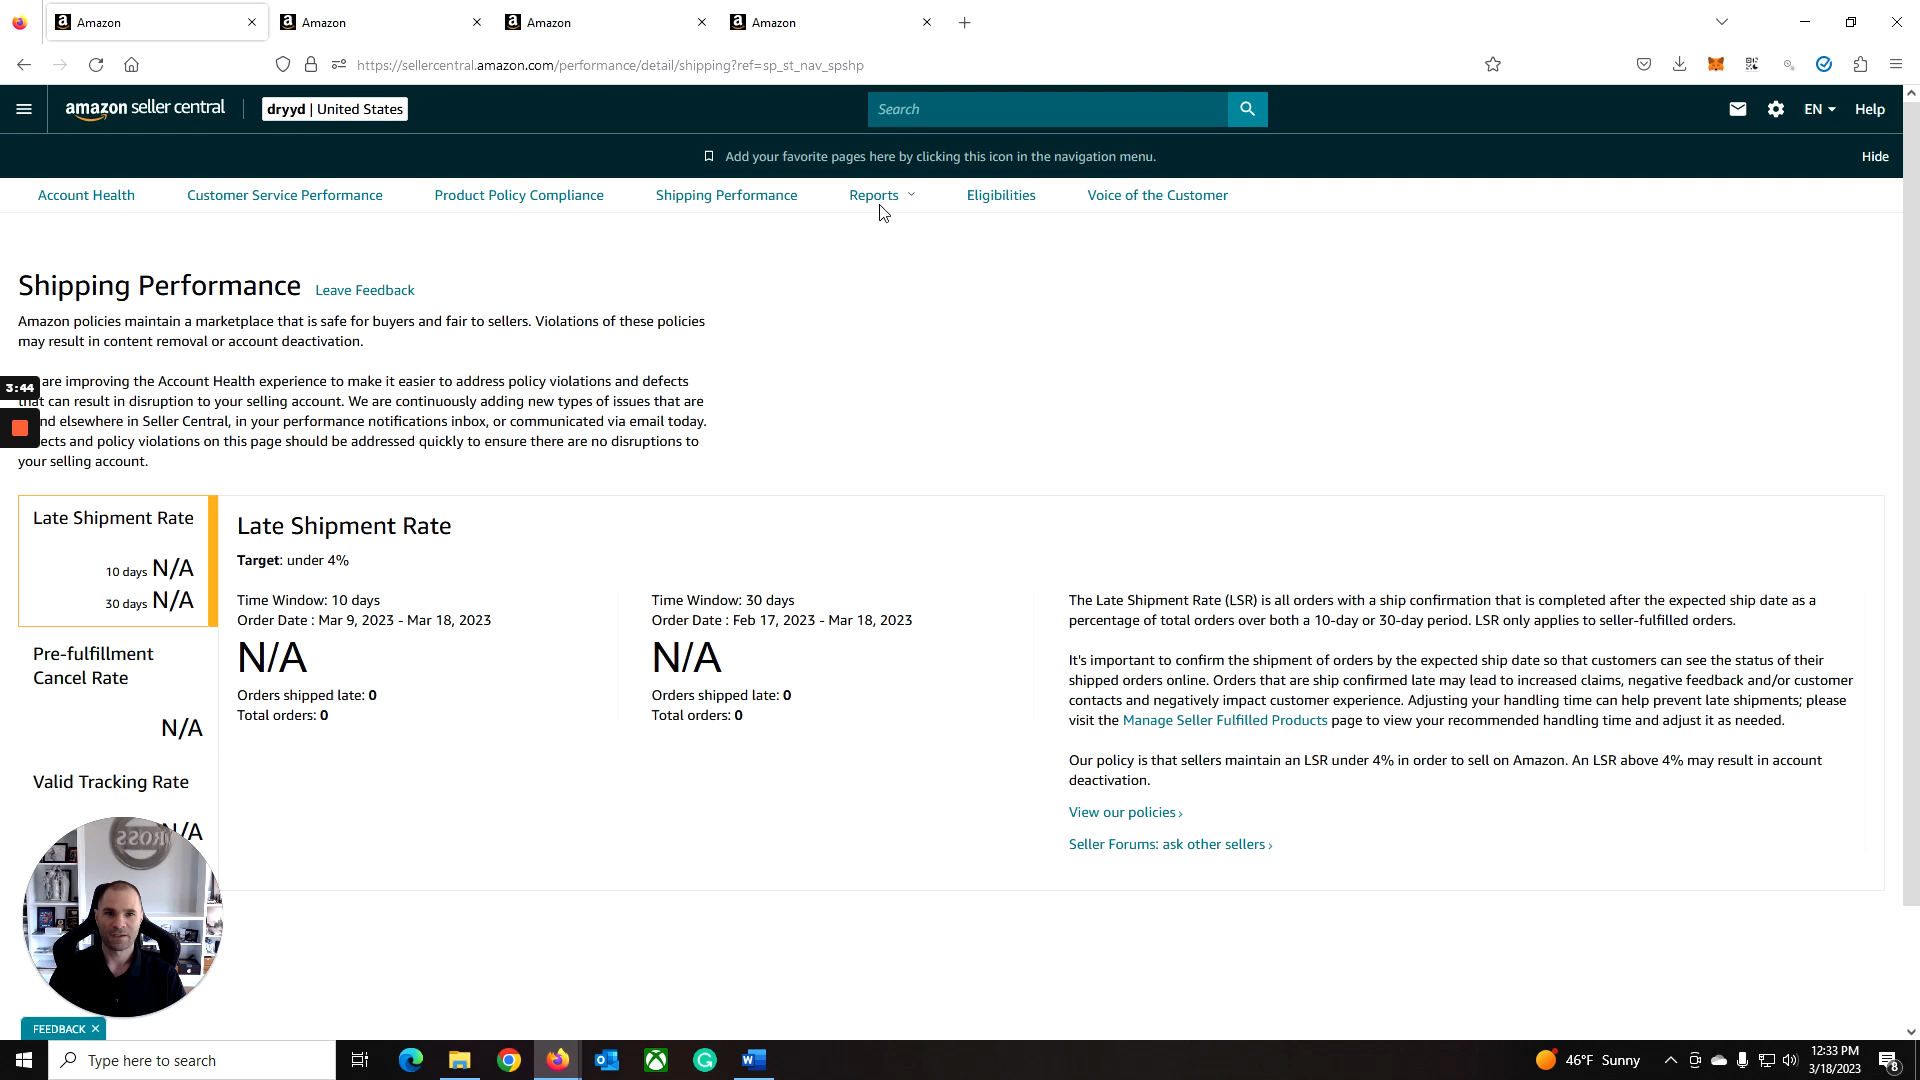 Amazon
Amazon
Amazon
Amazon
https://sellercentral.amazon.com/performance/detail/shipping?ref=sp_st_nav_spshp
amazon seller central
dryyd | United States
Search
EN
Help
Add your favorite pages here by clicking this icon in the navigation menu.
Hide
Account Health
Customer Service Performance
Product Policy Compliance
Shipping Performance
Reports
Eligibilities
Voice of the Customer
Shipping Performance
Leave Feedback
Amazon policies maintain a marketplace that is safe for buyers and fair to sellers. Violations of these policies
may result in content removal or account deactivation.
are improving the Account Health experience to make it easier to address policy violations and defects
that can result in disruption to your selling account. We are continuously adding new types of issues that are
nd elsewhere in Seller Central, in your performance notifications inbox, or communicated via email today.
ects and policy violations on this page should be addressed quickly to ensure there are no disruptions to
your selling account.
3:44
Late Shipment Rate
10 days N/A
30 days N/A
Pre-fulfillment
Cancel Rate
N/A
Valid Tracking Rate
N/A
Late Shipment Rate
Target: under 4%
Time Window: 10 days
Order Date : Mar 9, 2023 - Mar 18, 2023
N/A
Orders shipped late: 0
Total orders: 0
Time Window: 30 days
Order Date : Feb 17, 2023 - Mar 18, 2023
N/A
Orders shipped late: 0
Total orders: 0
The Late Shipment Rate (LSR) is all orders with a ship confirmation that is completed after the expected ship date as a
percentage of total orders over both a 10-day or 30-day period. LSR only applies to seller-fulfilled orders.
It's important to confirm the shipment of orders by the expected ship date so that customers can see the status of their
shipped orders online. Orders that are ship confirmed late may lead to increased claims, negative feedback and/or customer
contacts and negatively impact customer experience. Adjusting your handling time can help prevent late shipments; please
visit the Manage Seller Fulfilled Products page to view your recommended handling time and adjust it as needed.
Our policy is that sellers maintain an LSR under 4% in order to sell on Amazon. An LSR above 4% may result in account
deactivation.
View our policies ›
Seller Forums: ask other sellers ›
FEEDBACK
Type here to search
46°F Sunny
12:33 PM
3/18/2023
8